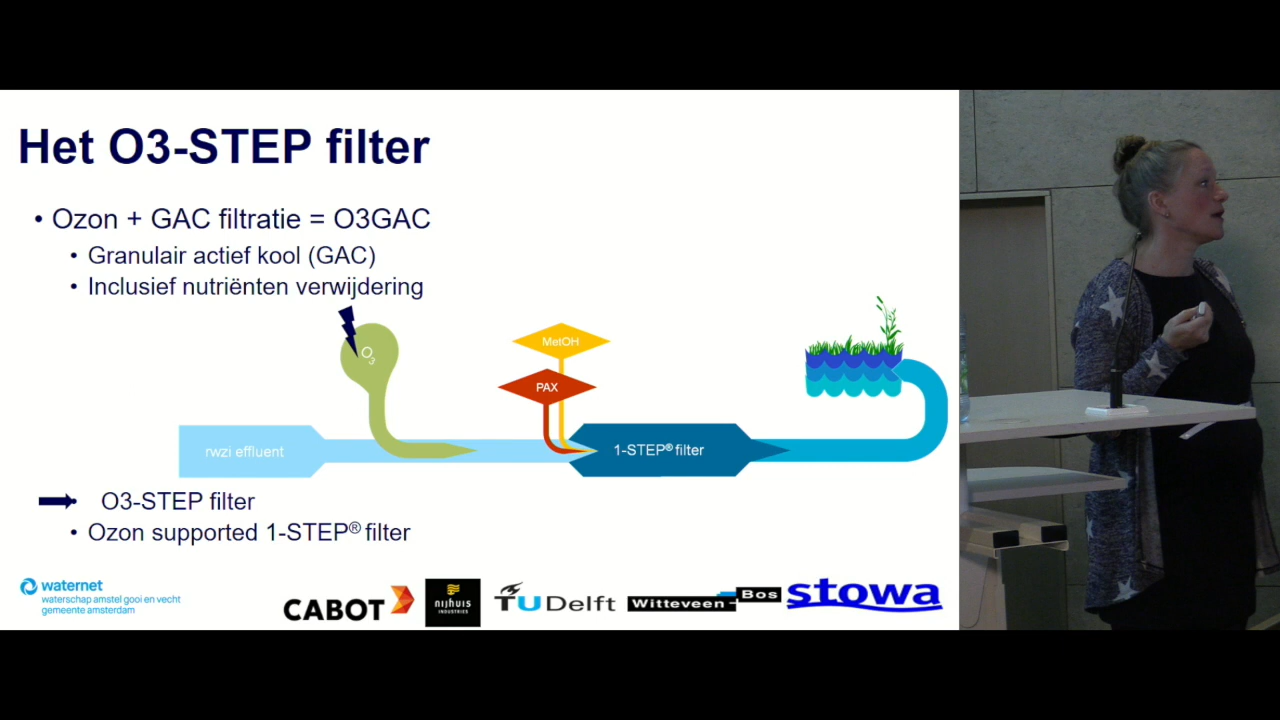 Het O3-STEP filter
• Ozon + GAC filtratie = O3GAC
• Granulair actief kool (GAC)
• Inclusief nutriënten verwijdering
O3
MetOH
PAX
rwzi effluent
1-STEP® filter
O3-STEP filter
• Ozon supported 1-STEP® filter
waternet
waterschap amstel gooi en vecht
gemeente amsterdam
CABOT
nijhuis
INDUSTRIES
TU Delft
Witteveen+Bos
stowa